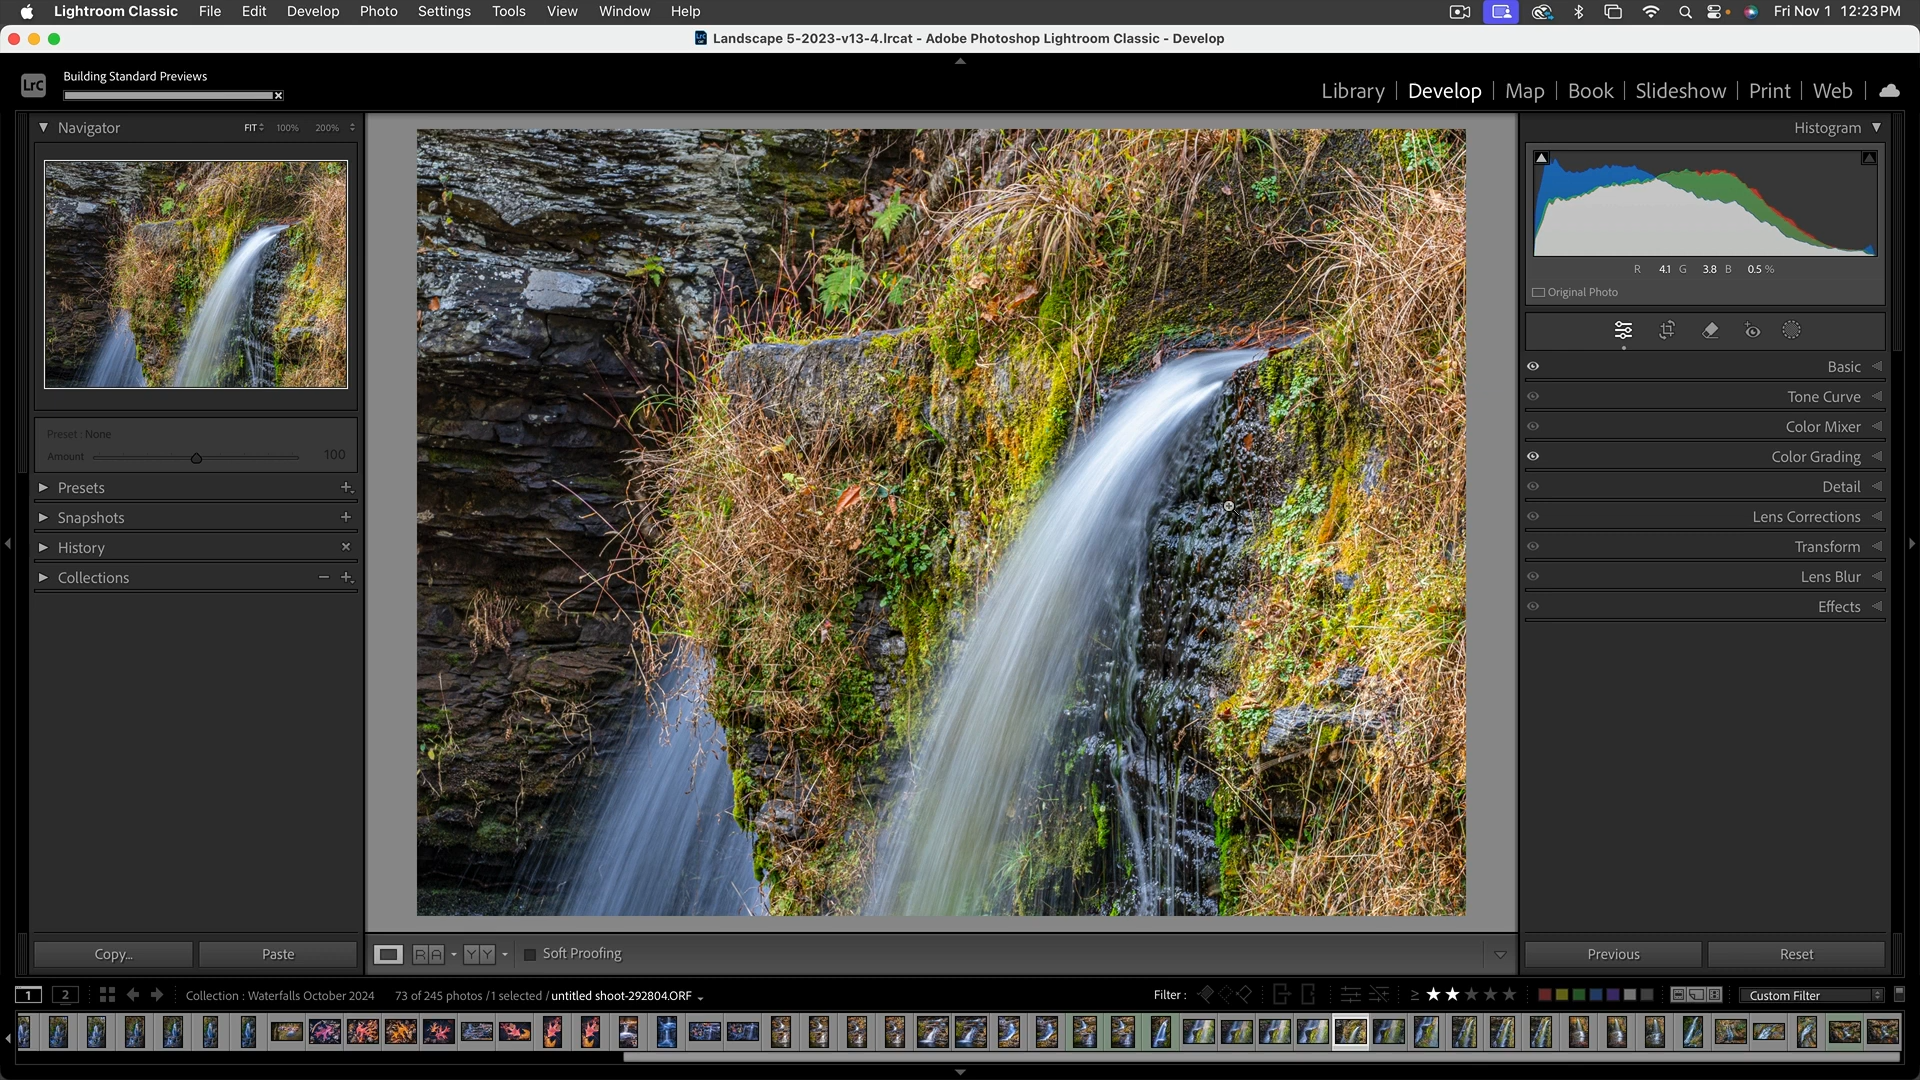 Lightroom Classic File Edit Develop Photo Settings Tools View Window Help Fri Nov 1 12:23 PM
Landscape 5-2023-v13-4.lrcat - Adobe Photoshop Lightroom Classic - Develop
LrC Building Standard Previews
Library | Develop | Map | Book | Slideshow | Print | Web
Navigator FIT 100% 200%
Histogram
R 4.1 G 3.8 B 0.5 %
Original Photo
Preset : None
Amount 100
Presets
Snapshots
History
Collections
Basic
Tone Curve
Color Mixer
Color Grading
Detail
Lens Corrections
Transform
Lens Blur
Effects
Copy... Paste
R A Y Y Soft Proofing
Previous Reset
1 2 Collection : Waterfalls October 2024 73 of 245 photos / 1 selected / untitled shoot-292804.ORF
Filter : ≥ ★ ★ ★ ★ ★ Custom Filter